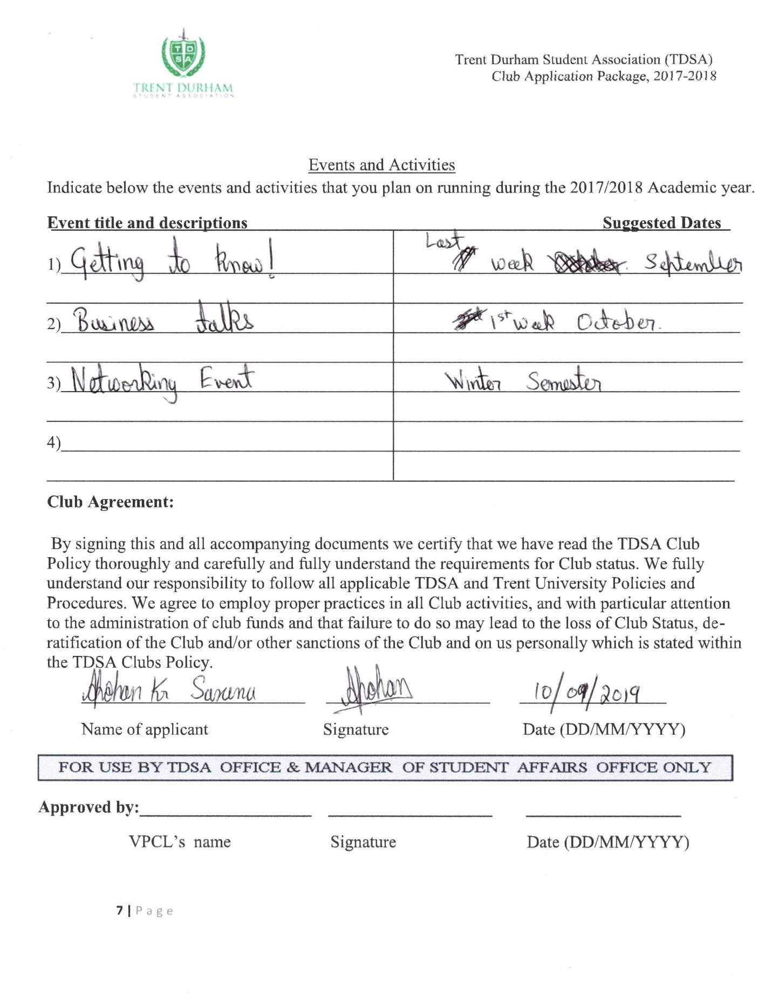 TDSA
TRENT DURHAM
STUDENT ASSOCIATION
Trent Durham Student Association (TDSA)
Club Application Package, 2017-2018
Events and Activities
Indicate below the events and activities that you plan on running during the 2017/2018 Academic year.
Event title and descriptions Suggested Dates
1) Getting to know! Last week September
2) Business talks 1st week October.
3) Networking Event Winter Semester
4)
Club Agreement:
By signing this and all accompanying documents we certify that we have read the TDSA Club
Policy thoroughly and carefully and fully understand the requirements for Club status. We fully
understand our responsibility to follow all applicable TDSA and Trent University Policies and
Procedures. We agree to employ proper practices in all Club activities, and with particular attention
to the administration of club funds and that failure to do so may lead to the loss of Club Status, de-
ratification of the Club and/or other sanctions of the Club and on us personally which is stated within
the TDSA Clubs Policy.
Kr 10/09/2019
Name of applicant Signature Date (DD/MM/YYYY)
FOR USE BY TDSA OFFICE & MANAGER OF STUDENT AFFAIRS OFFICE ONLY
Approved by:
VPCL's name Signature Date (DD/MM/YYYY)
7 | Page